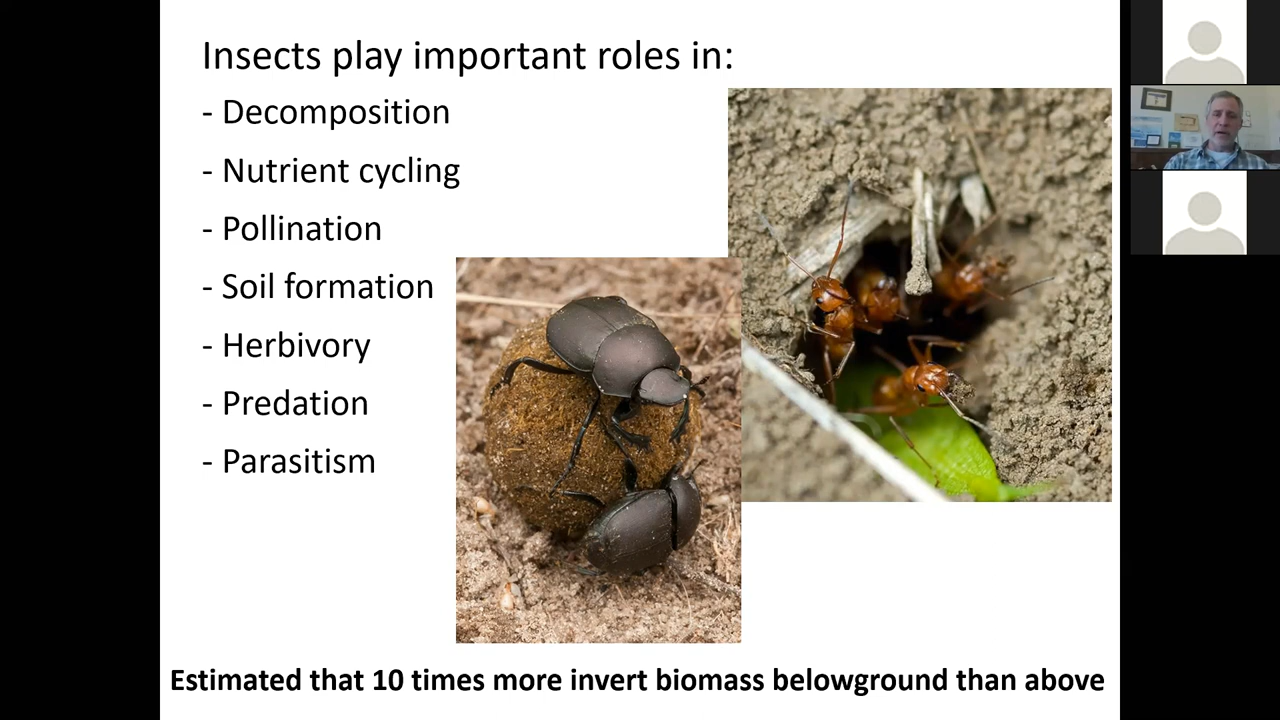 Insects play important roles in:
- Decomposition
- Nutrient cycling
- Pollination
- Soil formation
- Herbivory
- Predation
- Parasitism
Estimated that 10 times more invert biomass belowground than above